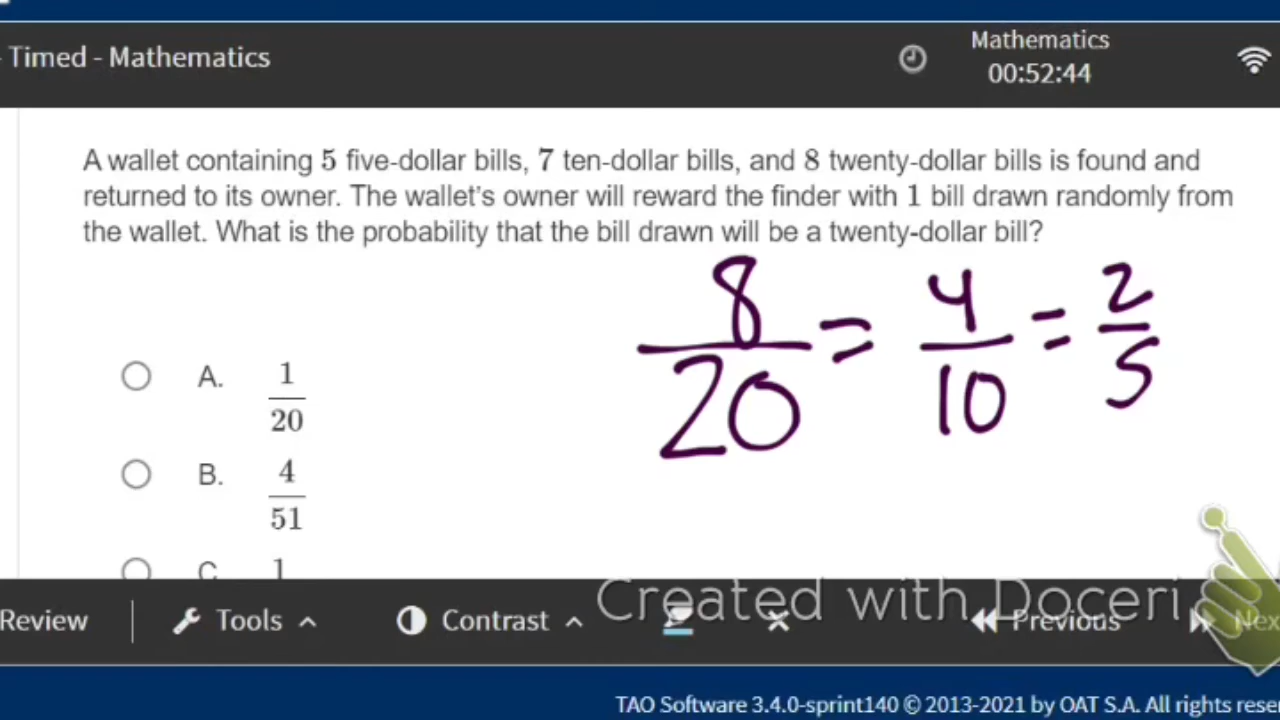 Timed - Mathematics
Mathematics
00:52:44
A wallet containing 5 five-dollar bills, 7 ten-dollar bills, and 8 twenty-dollar bills is found and
returned to its owner. The wallet's owner will reward the finder with 1 bill drawn randomly from
the wallet. What is the probability that the bill drawn will be a twenty-dollar bill?
8/20 = 4/10 = 2/5
A. 1/20
B. 4/51
C 1
Created with Doceri
Review Tools Contrast Previous Nex
TAO Software 3.4.0-sprint140 © 2013-2021 by OAT S.A. All rights rese